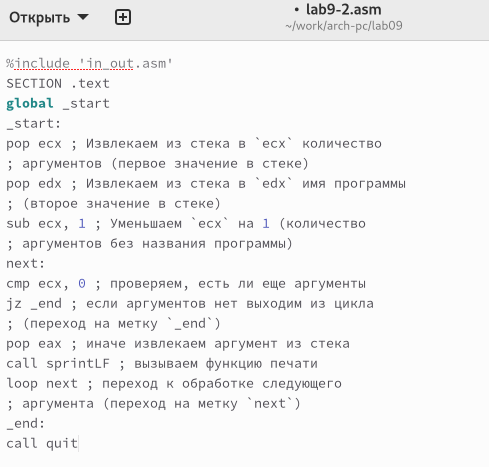 Открыть
• lab9-2.asm
~/work/arch-pc/lab09
%include 'in_out.asm'
SECTION .text
global _start
_start:
pop ecx ; Извлекаем из стека в `ecx` количество
; аргументов (первое значение в стеке)
pop edx ; Извлекаем из стека в `edx` имя программы
; (второе значение в стеке)
sub ecx, 1 ; Уменьшаем `ecx` на 1 (количество
; аргументов без названия программы)
next:
cmp ecx, 0 ; проверяем, есть ли еще аргументы
jz _end ; если аргументов нет выходим из цикла
; (переход на метку `_end`)
pop eax ; иначе извлекаем аргумент из стека
call sprintLF ; вызываем функцию печати
loop next ; переход к обработке следующего
; аргумента (переход на метку `next`)
_end:
call quit